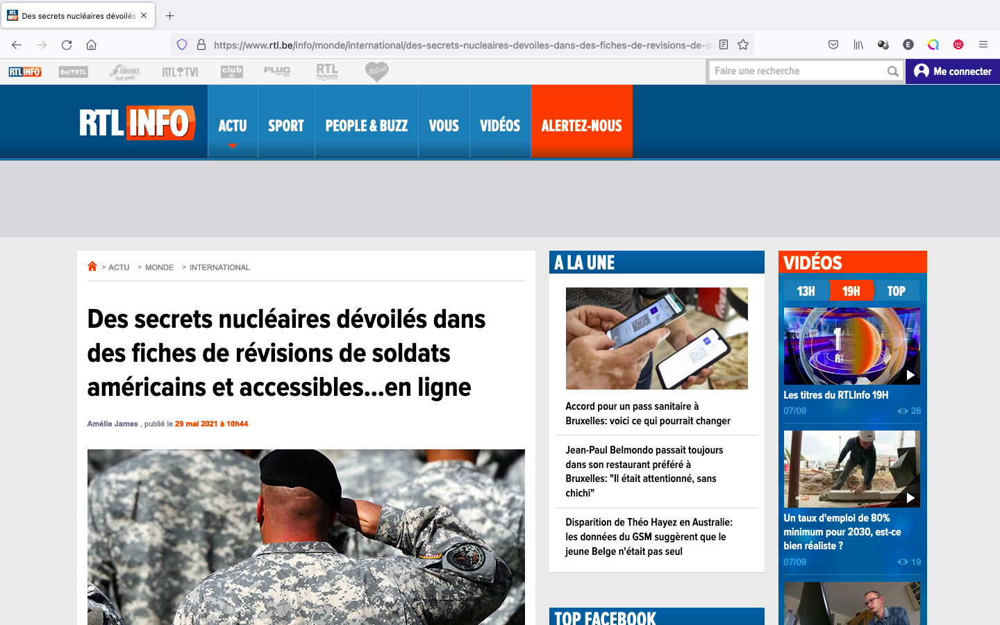 Des secrets nucléaires dévoilés
https://www.rtl.be/info/monde/international/des-secrets-nucleaires-devoiles-dans-des-fiches-de-revisions-de-s
E
RTL INFO
Bel RTL
CONTACT
feel good
RTL TVI
club
RTL
PLUG
RTL
RTL
Podcasts
Faire une recherche
Me connecter
RTL INFO
ACTU
SPORT
PEOPLE & BUZZ
VOUS
VIDÉOS
ALERTEZ-NOUS
> ACTU > MONDE > INTERNATIONAL
Des secrets nucléaires dévoilés dans
des fiches de révisions de soldats
américains et accessibles...en ligne
Amélie James , publié le 29 mai 2021 à 10h44
A LA UNE
Accord pour un pass sanitaire à
Bruxelles: voici ce qui pourrait changer
Jean-Paul Belmondo passait toujours
dans son restaurant préféré à
Bruxelles: "Il était attentionné, sans
chichi"
Disparition de Théo Hayez en Australie:
les données du GSM suggèrent que le
jeune Belge n'était pas seul
TOP FACEBOOK
VIDÉOS
13H
19H
TOP
Les titres du RTLInfo 19H
07/09
26
Un taux d'emploi de 80%
minimum pour 2030, est-ce
bien réaliste ?
07/09
19